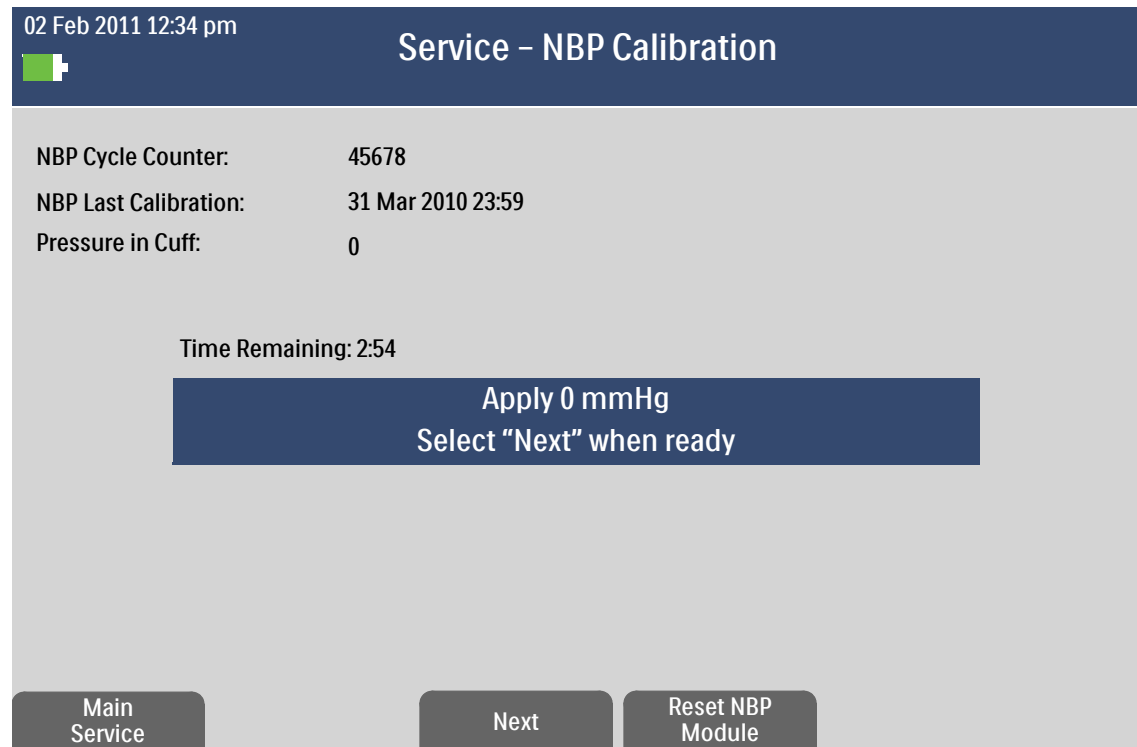 02 Feb 2011 12:34 pm
Service – NBP Calibration
NBP Cycle Counter: 45678
NBP Last Calibration: 31 Mar 2010 23:59
Pressure in Cuff: 0
Time Remaining: 2:54
Apply 0 mmHg
Select “Next” when ready
Main
Service
Next
Reset NBP
Module